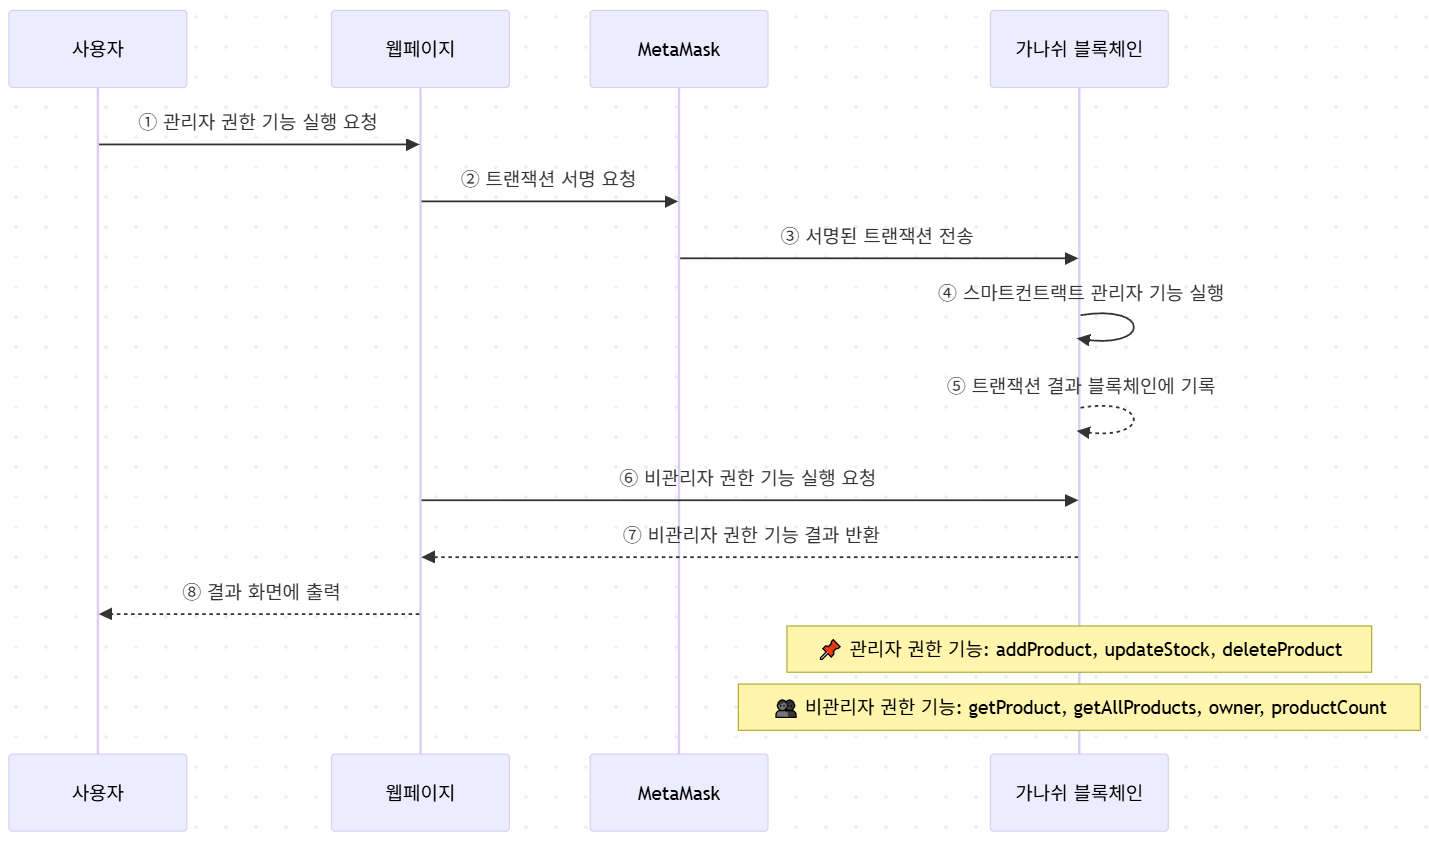 사용자
웹페이지
MetaMask
가나쉬 블록체인
① 관리자 권한 기능 실행 요청
② 트랜잭션 서명 요청
③ 서명된 트랜잭션 전송
④ 스마트컨트랙트 관리자 기능 실행
⑤ 트랜잭션 결과 블록체인에 기록
⑥ 비관리자 권한 기능 실행 요청
⑦ 비관리자 권한 기능 결과 반환
⑧ 결과 화면에 출력
📌 관리자 권한 기능: addProduct, updateStock, deleteProduct
👥 비관리자 권한 기능: getProduct, getAllProducts, owner, productCount
사용자
웹페이지
MetaMask
가나쉬 블록체인